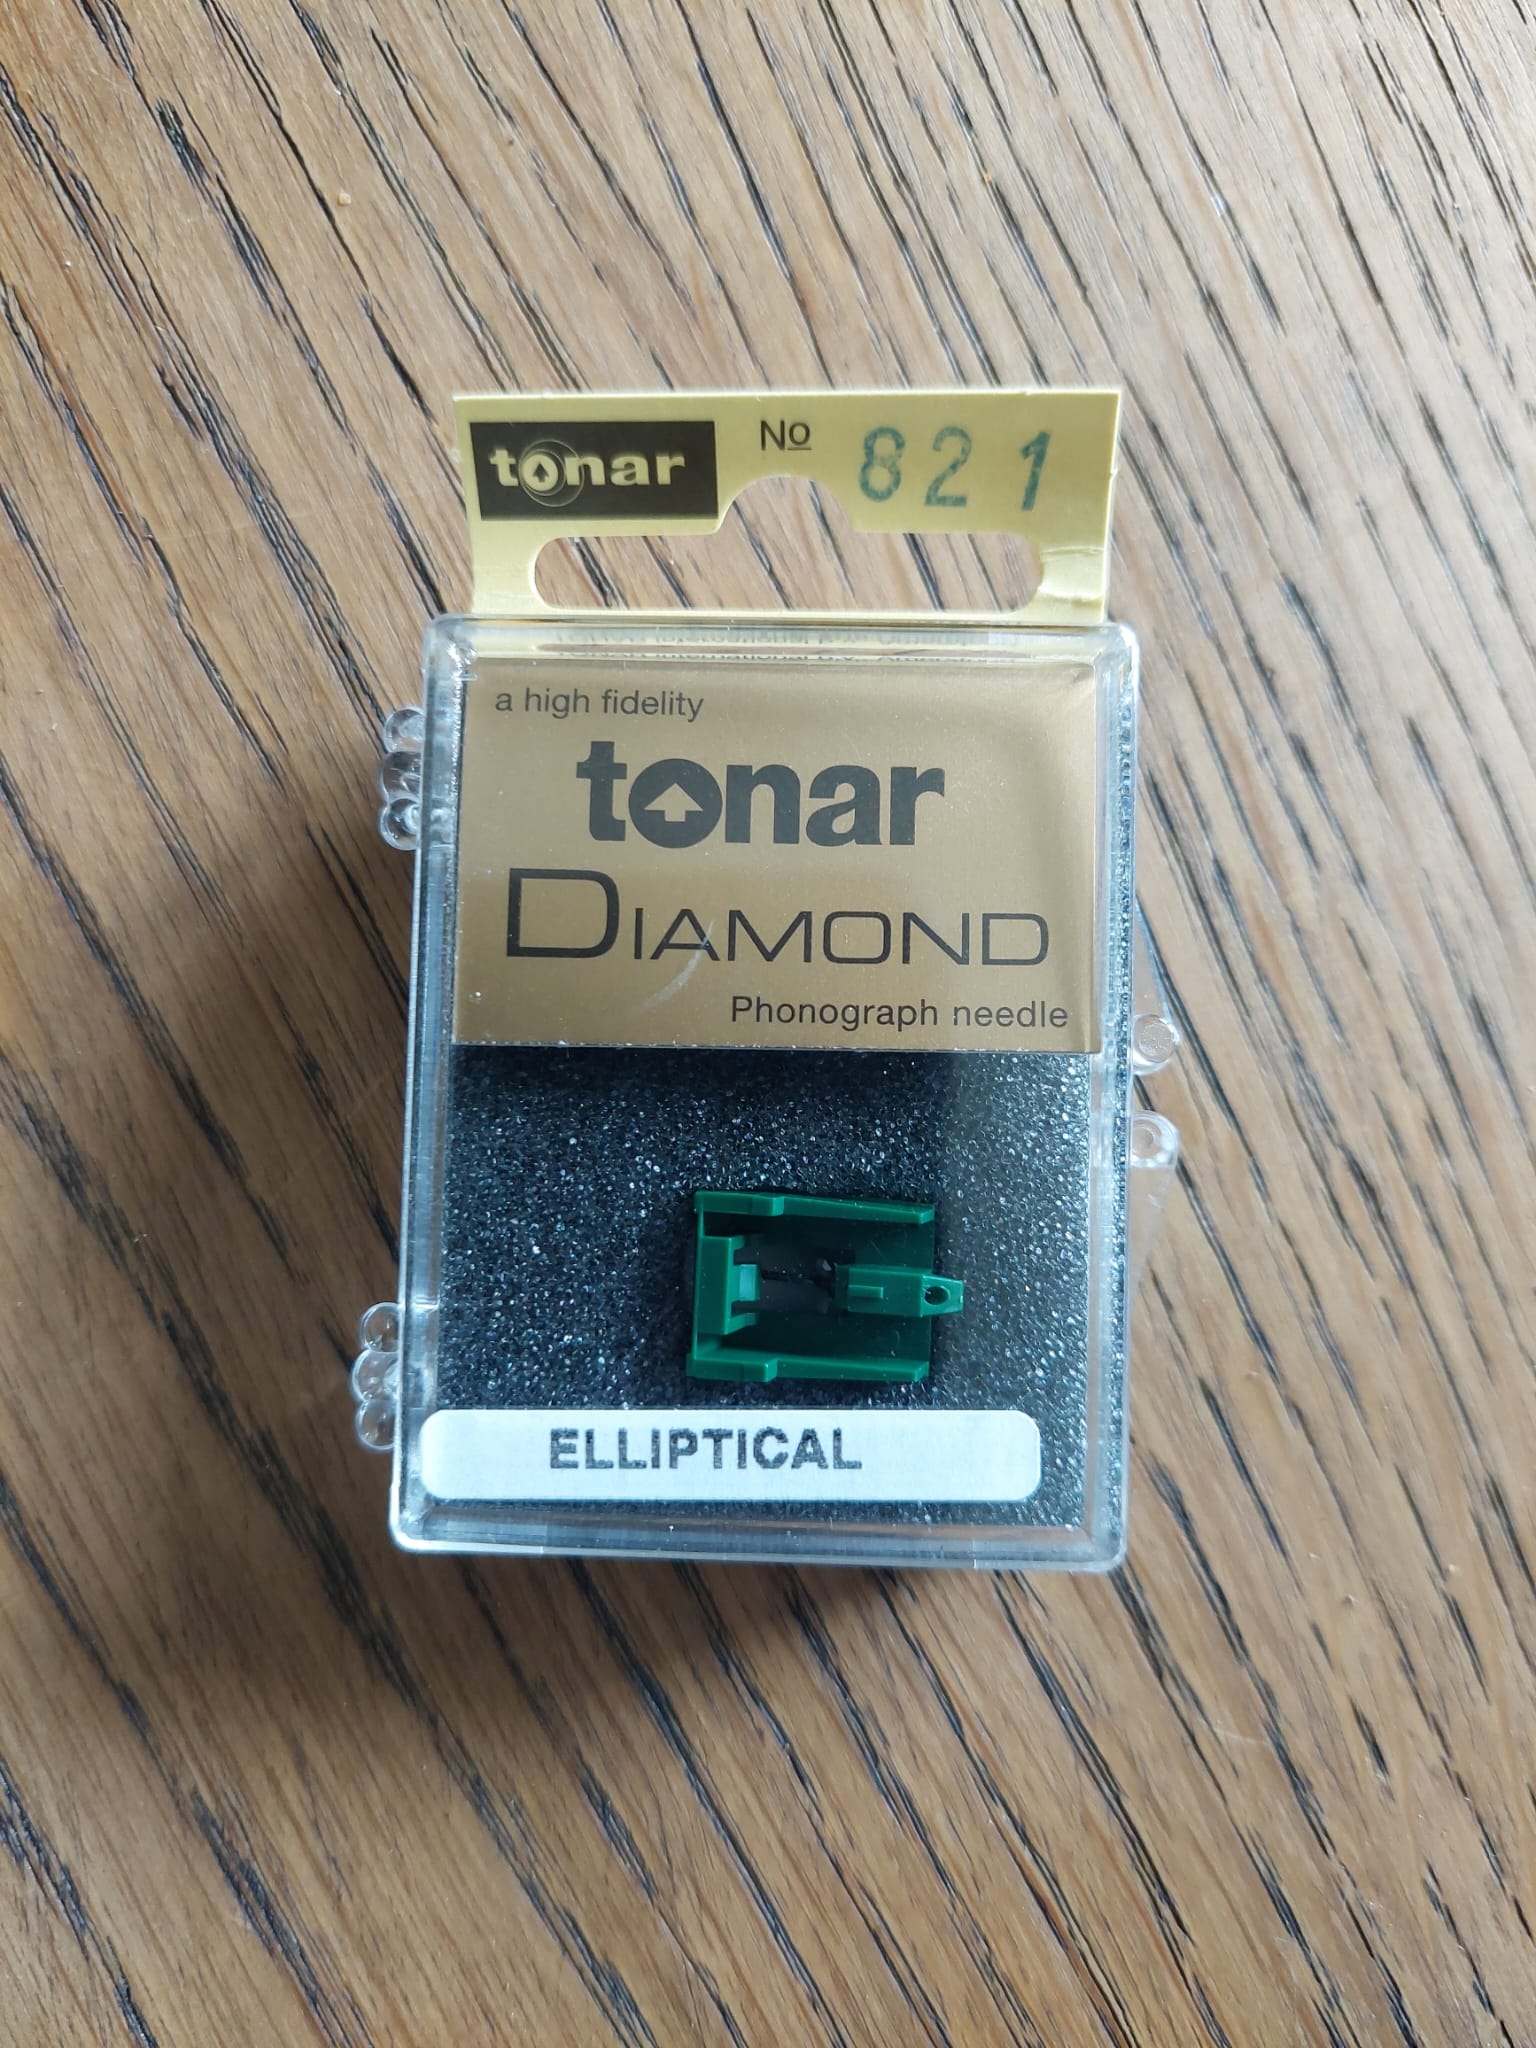 tonar
No 821
a high fidelity
tonar
DIAMOND
Phonograph needle
ELLIPTICAL